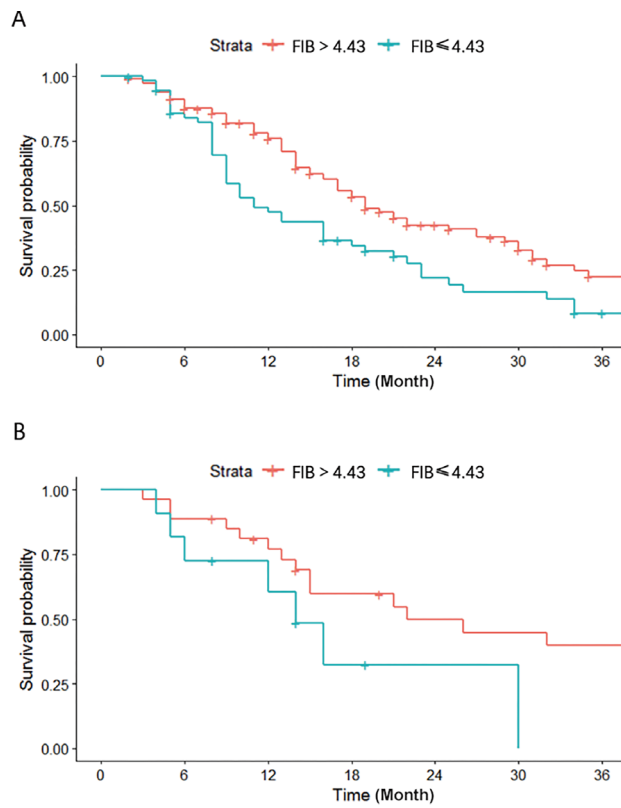 A
Strata FIB > 4.43 FIB ≤ 4.43
Survival probability
1.00
0.75
0.50
0.25
0.00
0 6 12 18 24 30 36
Time (Month)
B
Strata FIB > 4.43 FIB ≤ 4.43
Survival probability
1.00
0.75
0.50
0.25
0.00
0 6 12 18 24 30 36
Time (Month)